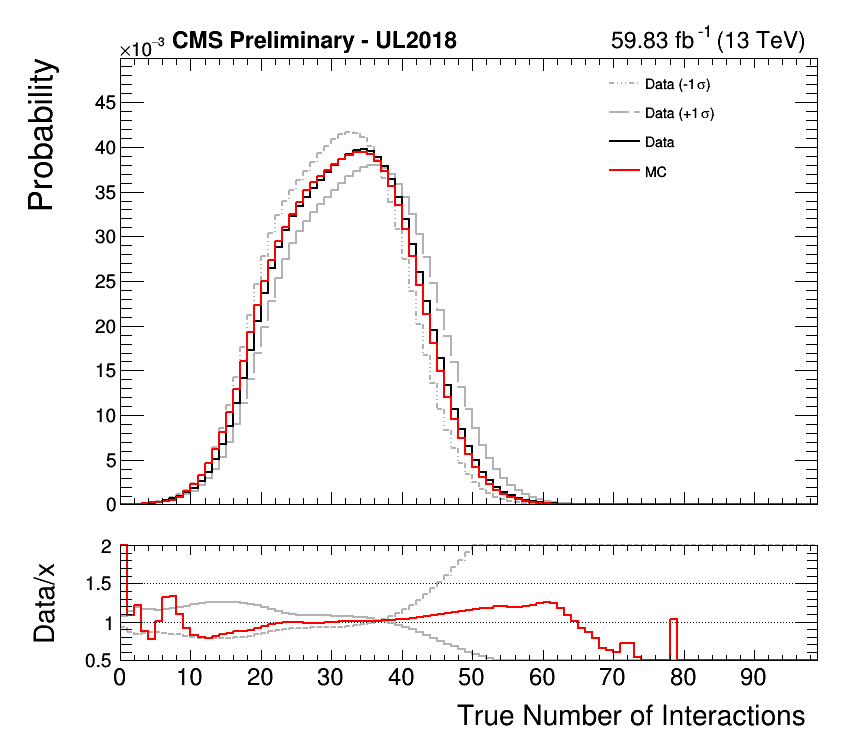 ×10⁻³ CMS Preliminary - UL2018 59.83 fb⁻¹ (13 TeV)
Probability
Data (-1σ)
Data (+1σ)
Data
MC
45
40
35
30
25
20
15
10
5
0
Data/x
2
1.5
1
0.5
0 10 20 30 40 50 60 70 80 90
True Number of Interactions